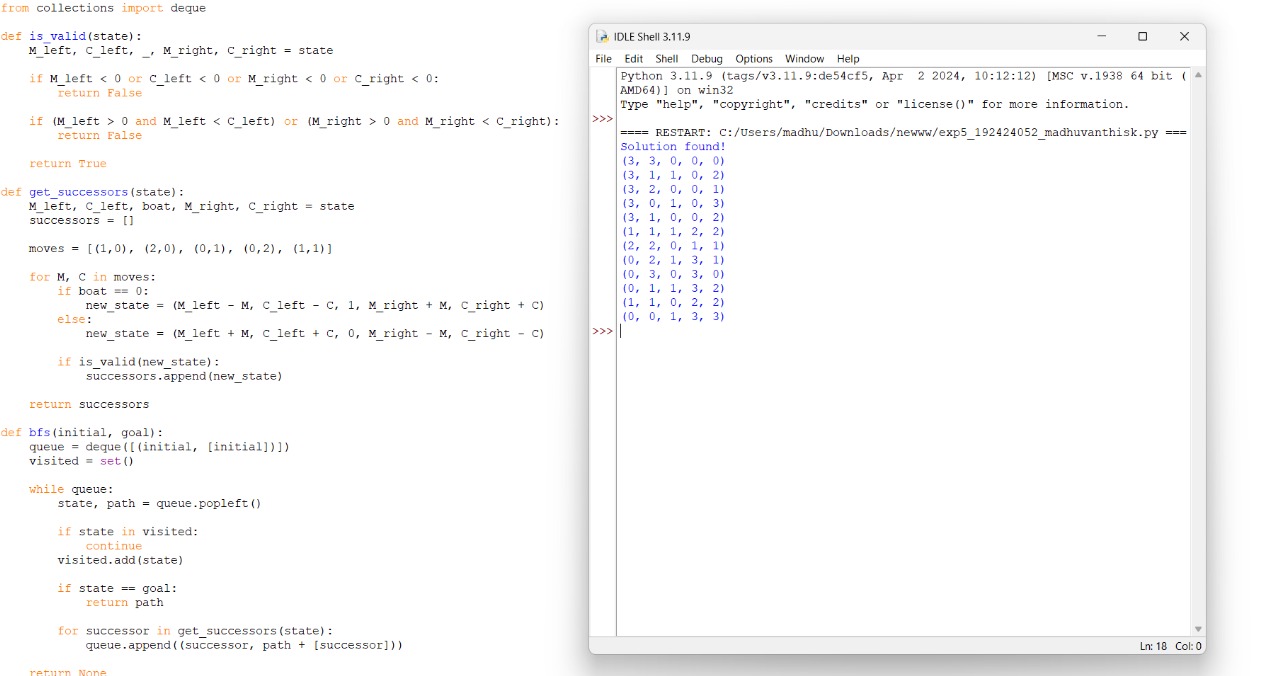 from collections import deque
def is_valid(state):
    M_left, C_left, _, M_right, C_right = state
    if M_left < 0 or C_left < 0 or M_right < 0 or C_right < 0:
        return False
    if (M_left > 0 and M_left < C_left) or (M_right > 0 and M_right < C_right):
        return False
    return True
def get_successors(state):
    M_left, C_left, boat, M_right, C_right = state
    successors = []
    moves = [(1,0), (2,0), (0,1), (0,2), (1,1)]
    for M, C in moves:
        if boat == 0:
            new_state = (M_left - M, C_left - C, 1, M_right + M, C_right + C)
        else:
            new_state = (M_left + M, C_left + C, 0, M_right - M, C_right - C)
        if is_valid(new_state):
            successors.append(new_state)
    return successors
def bfs(initial, goal):
    queue = deque([(initial, [initial])])
    visited = set()
    while queue:
        state, path = queue.popleft()
        if state in visited:
            continue
        visited.add(state)
        if state == goal:
            return path
        for successor in get_successors(state):
            queue.append((successor, path + [successor]))
    return None
IDLE Shell 3.11.9
File Edit Shell Debug Options Window Help
Python 3.11.9 (tags/v3.11.9:de54cf5, Apr  2 2024, 10:12:12) [MSC v.1938 64 bit (
AMD64)] on win32
Type "help", "copyright", "credits" or "license()" for more information.
>>>
==== RESTART: C:/Users/madhu/Downloads/newww/exp5_192424052_madhuvanthisk.py ===
Solution found!
(3, 3, 0, 0, 0)
(3, 1, 1, 0, 2)
(3, 2, 0, 0, 1)
(3, 0, 1, 0, 3)
(3, 1, 0, 0, 2)
(1, 1, 1, 2, 2)
(2, 2, 0, 1, 1)
(0, 2, 1, 3, 1)
(0, 3, 0, 3, 0)
(0, 1, 1, 3, 2)
(1, 1, 0, 2, 2)
(0, 0, 1, 3, 3)
>>>
Ln: 18 Col: 0